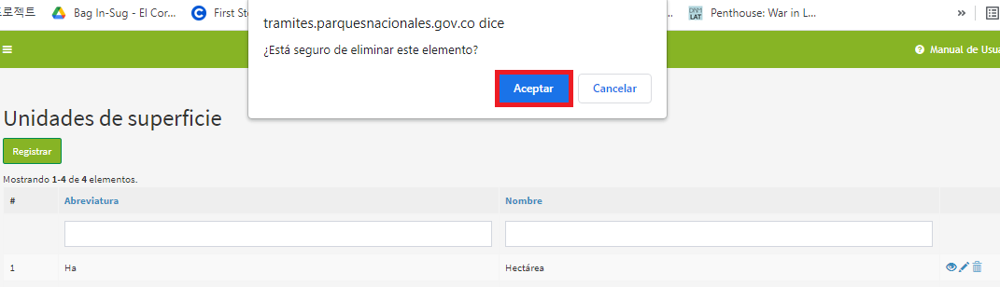 로젝트 Bag In-Sug - El Cor... First St DNM LAT Penthouse: War in L... »
tramites.parquesnacionales.gov.co dice
¿Está seguro de eliminar este elemento?
Aceptar Cancelar
Manual de Usua
Unidades de superficie
Registrar
Mostrando 1-4 de 4 elementos.
# Abreviatura Nombre
1 Ha Hectárea